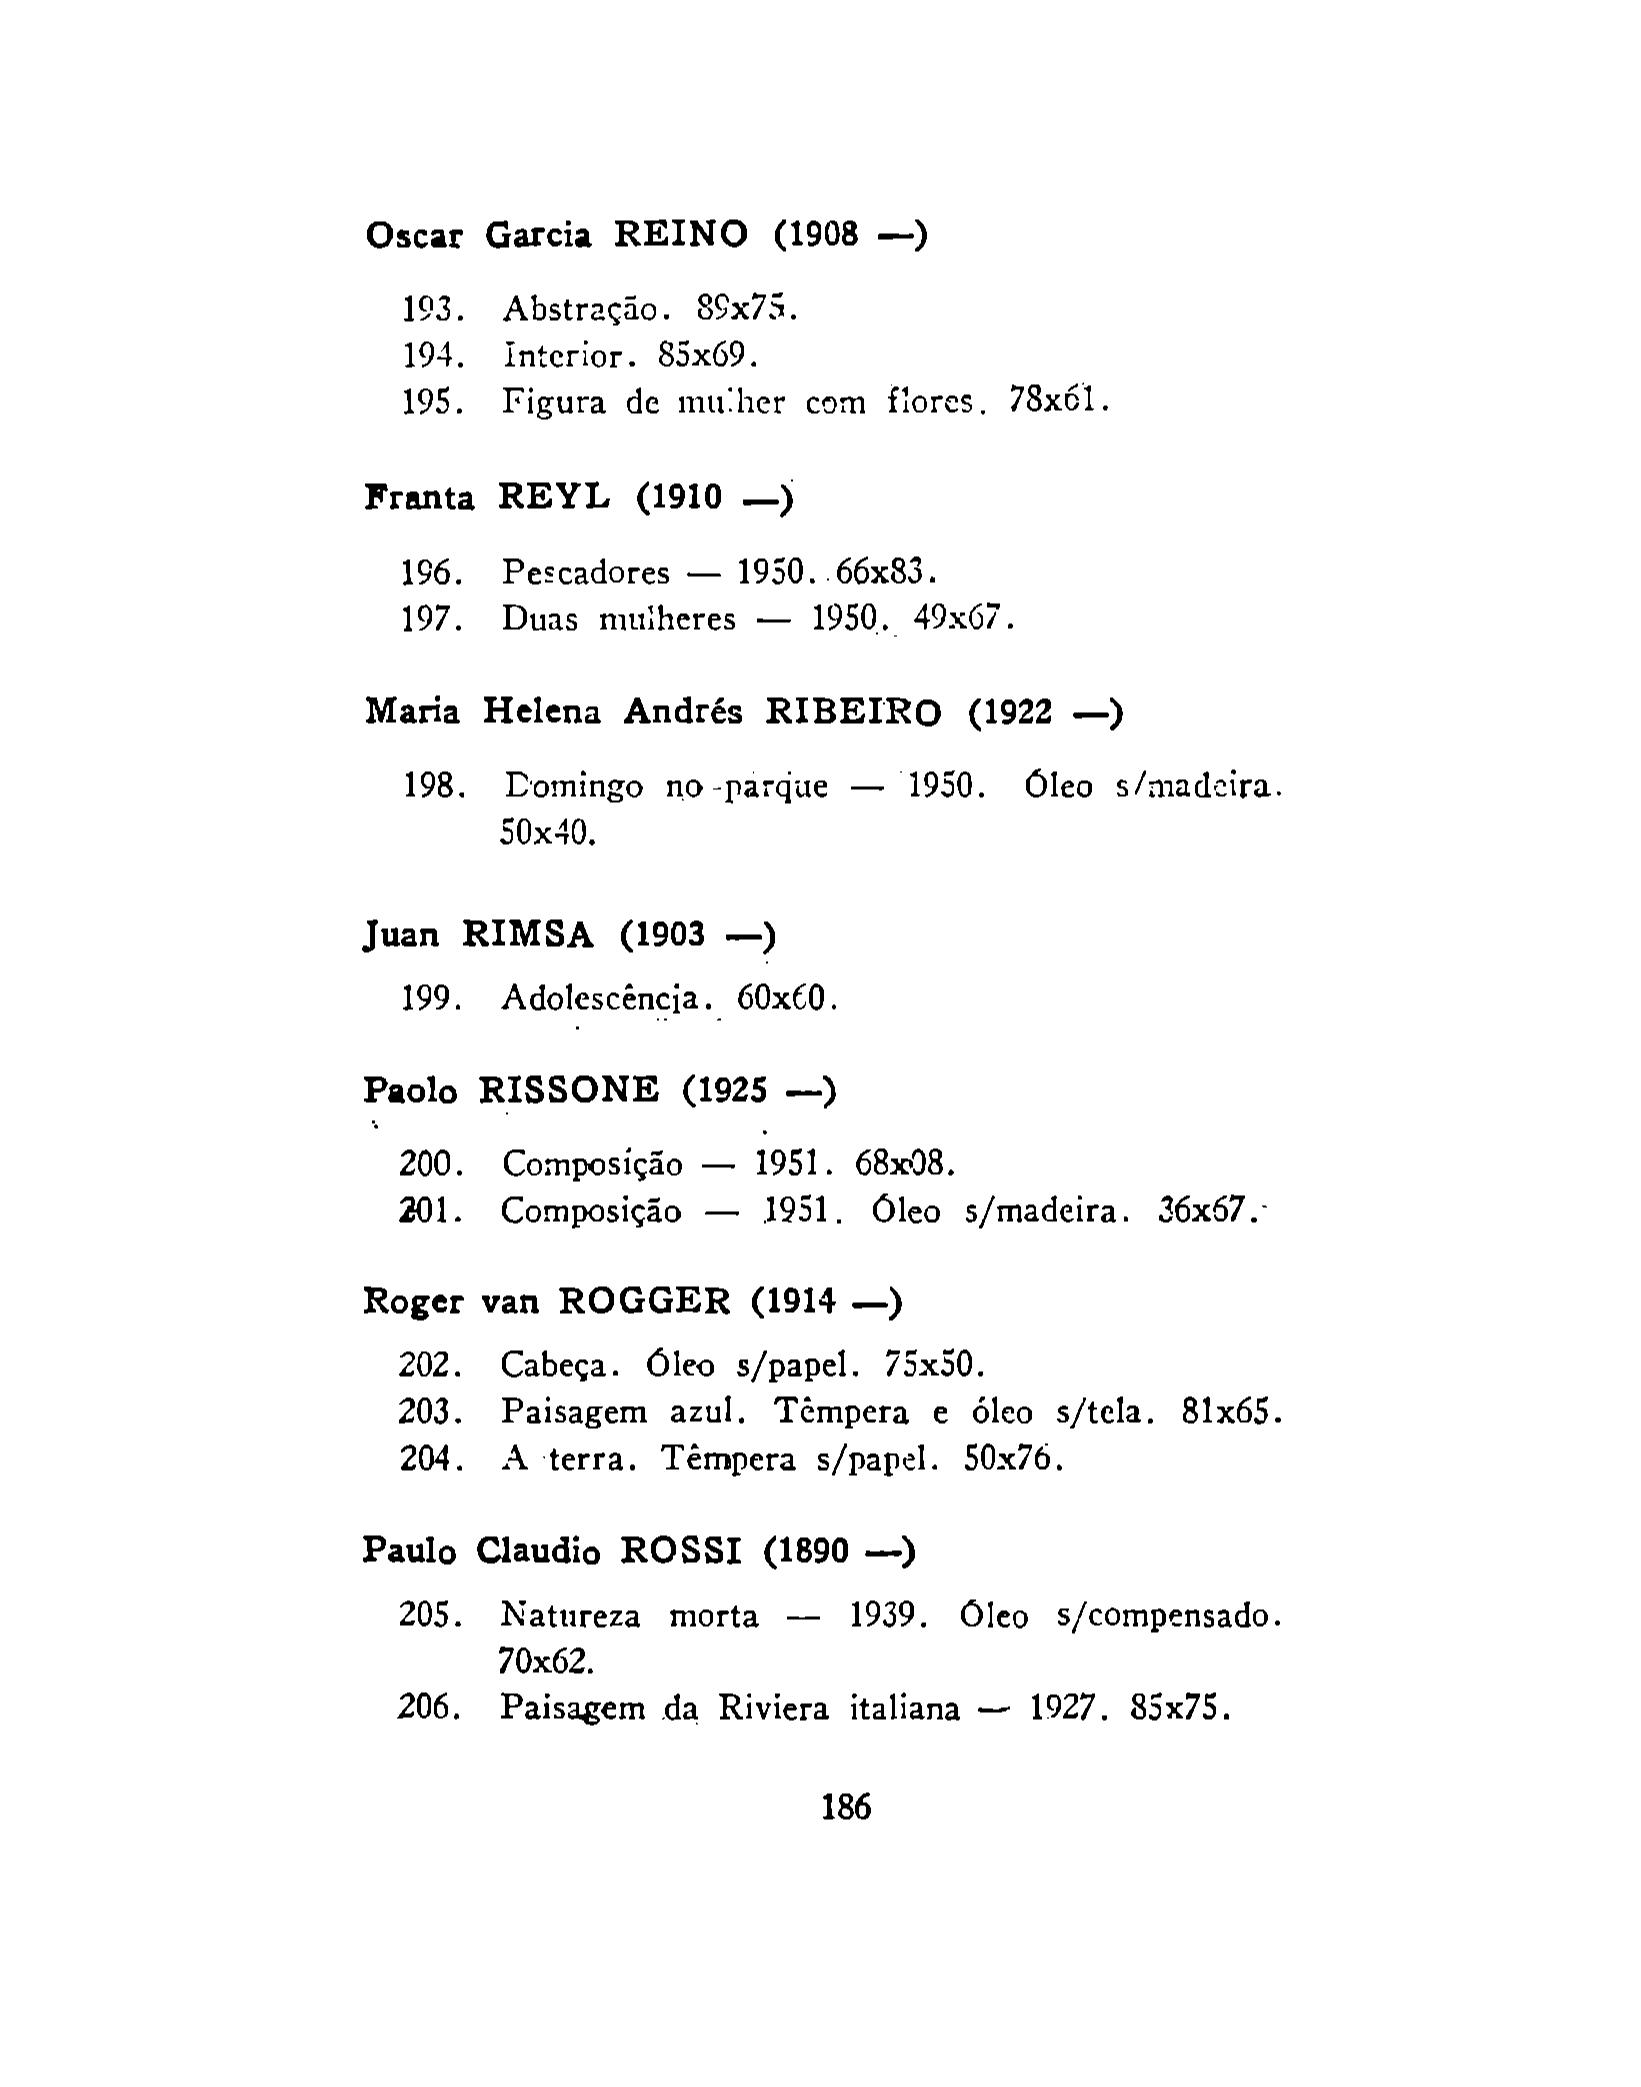 Oscar Garcia REINO (1908 —)
193. Abstração. 89x75.
194. Interior. 85x69.
195. Figura de mulher com flores. 78x61.
Franta REYL (1910 —)
196. Pescadores — 1950. 66x83.
197. Duas mulheres — 1950. 49x67.
Maria Helena Andrés RIBEIRO (1922 —)
198. Domingo no parque — 1950. Óleo s/madeira.
50x40.
Juan RIMSA (1903 —)
199. Adolescência. 60x60.
Paolo RISSONE (1925 —)
200. Composição — 1951. 68x08.
201. Composição — 1951. Óleo s/madeira. 36x67.
Roger van ROGGER (1914 —)
202. Cabeça. Óleo s/papel. 75x50.
203. Paisagem azul. Têmpera e óleo s/tela. 81x65.
204. A terra. Têmpera s/papel. 50x76.
Paulo Claudio ROSSI (1890 —)
205. Natureza morta — 1939. Óleo s/compensado.
70x62.
206. Paisagem da Riviera italiana — 1927. 85x75.
186